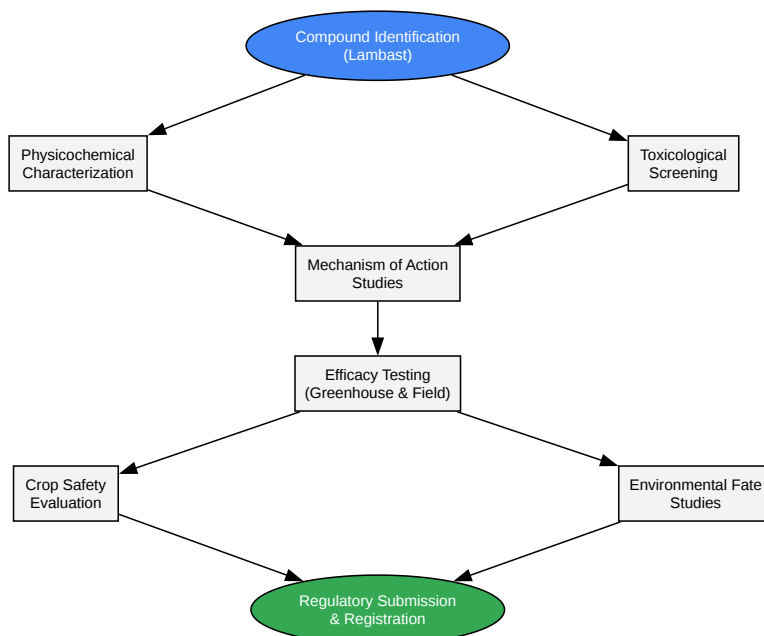 Compound Identification
(Lambast)
Physicochemical
Characterization
Toxicological
Screening
Mechanism of Action
Studies
Efficacy Testing
(Greenhouse & Field)
Crop Safety
Evaluation
Environmental Fate
Studies
Regulatory Submission
& Registration